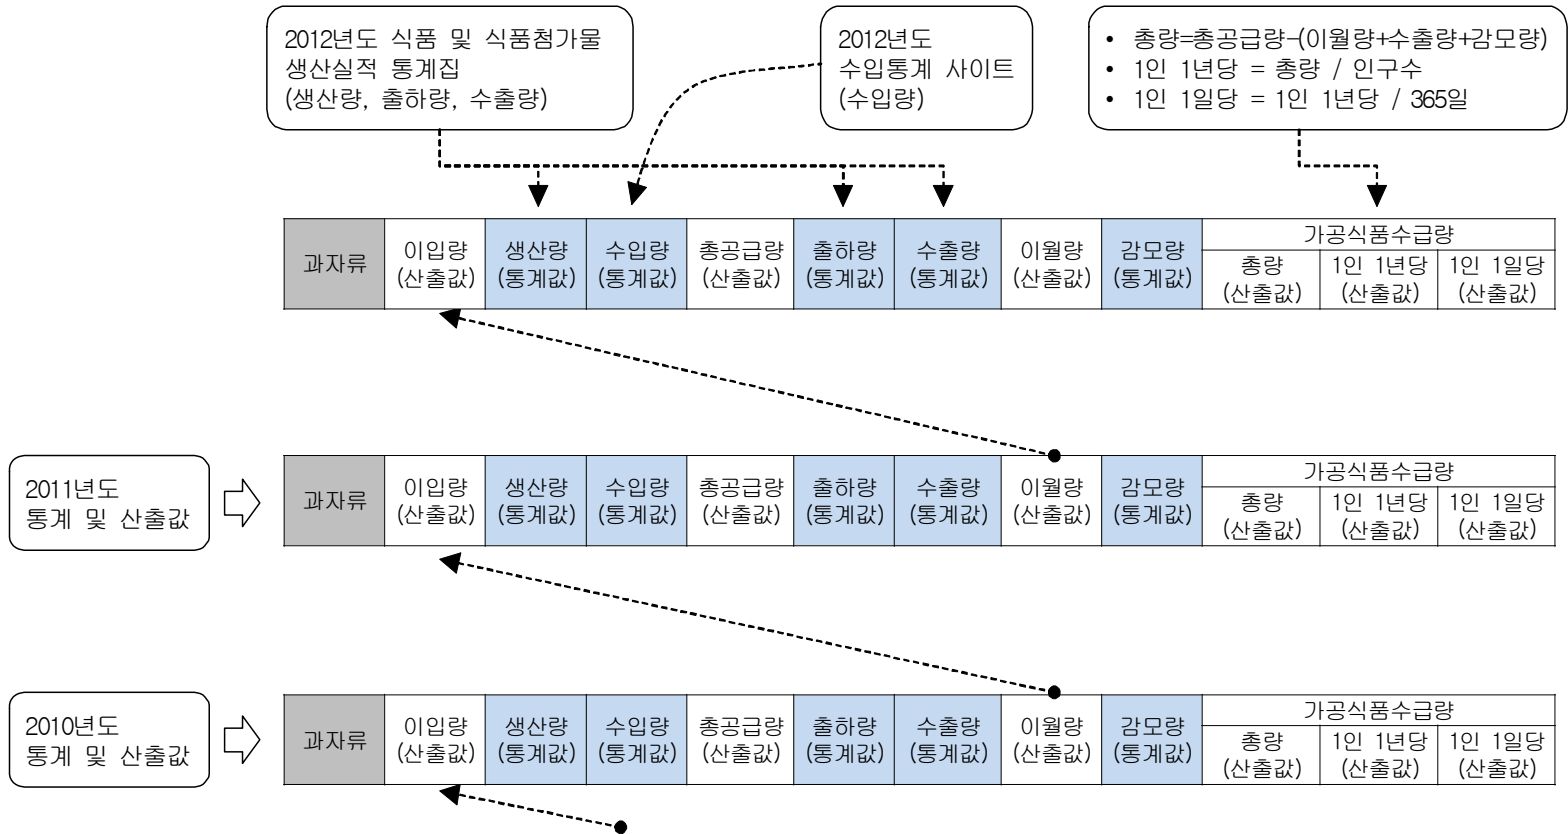 2012년도 식품 및 식품첨가물
생산실적 통계집
(생산량, 출하량, 수출량)
2012년도
수입통계 사이트
(수입량)
• 총량=총공급량-(이월량+수출량+감모량)
• 1인 1년당 = 총량 / 인구수
• 1인 1일당 = 1인 1년당 / 365일
과자류
이입량
(산출값)
생산량
(통계값)
수입량
(통계값)
총공급량
(산출값)
출하량
(통계값)
수출량
(통계값)
이월량
(산출값)
감모량
(통계값)
가공식품수급량
총량
(산출값)
1인 1년당
(산출값)
1인 1일당
(산출값)
2011년도
통계 및 산출값
과자류
이입량
(산출값)
생산량
(통계값)
수입량
(통계값)
총공급량
(산출값)
출하량
(통계값)
수출량
(통계값)
이월량
(산출값)
감모량
(통계값)
가공식품수급량
총량
(산출값)
1인 1년당
(산출값)
1인 1일당
(산출값)
2010년도
통계 및 산출값
과자류
이입량
(산출값)
생산량
(통계값)
수입량
(통계값)
총공급량
(산출값)
출하량
(통계값)
수출량
(통계값)
이월량
(산출값)
감모량
(통계값)
가공식품수급량
총량
(산출값)
1인 1년당
(산출값)
1인 1일당
(산출값)